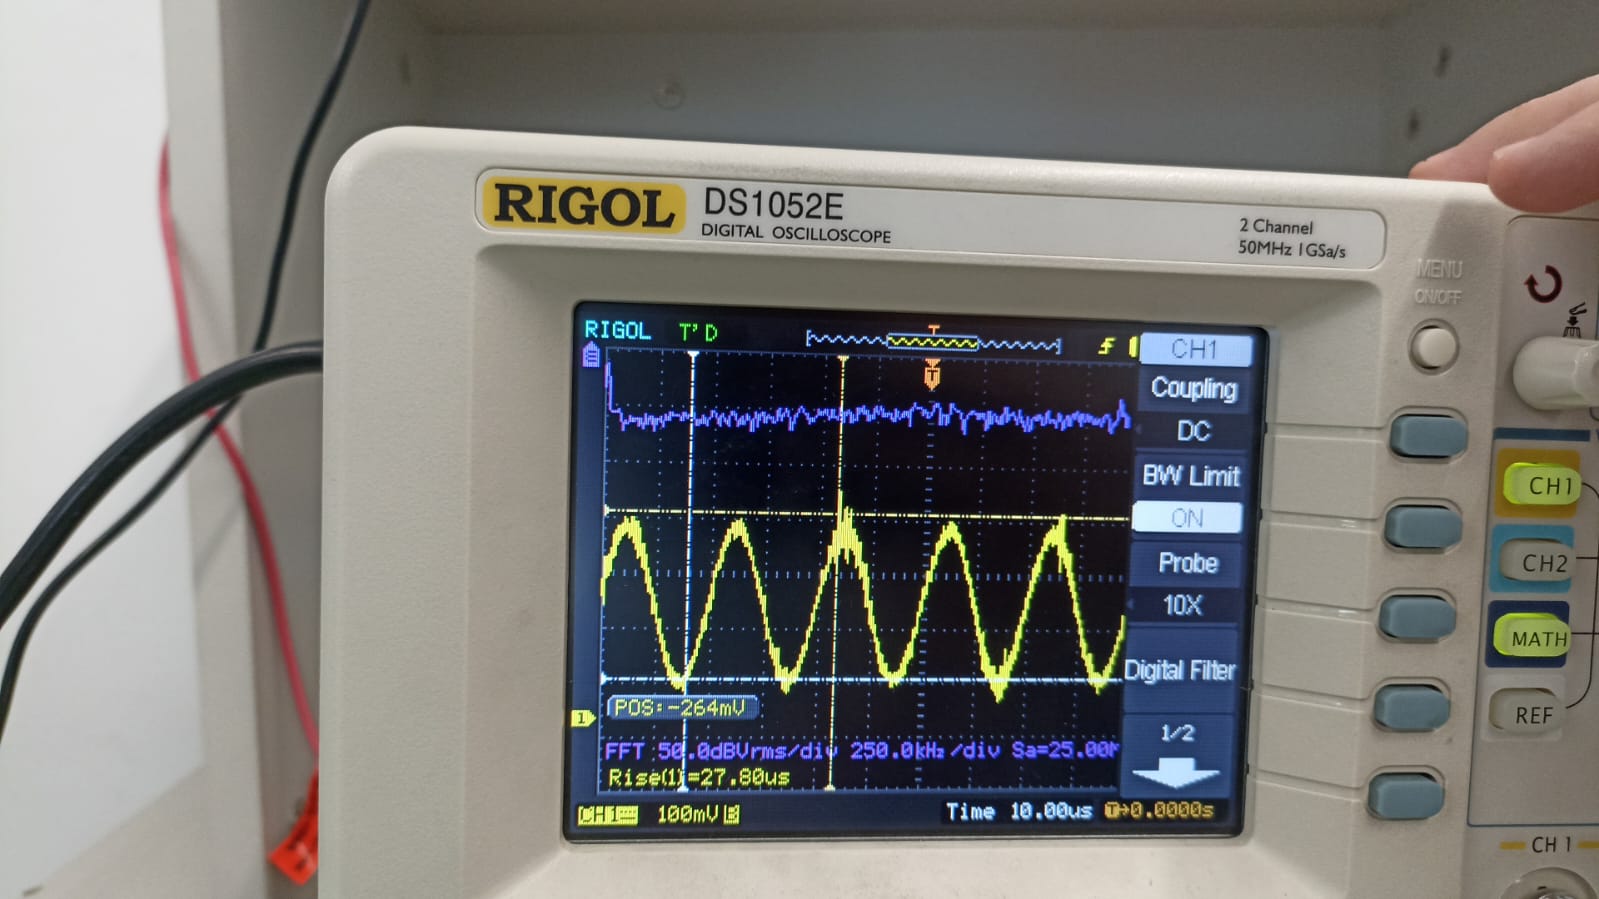 RIGOL DS1052E
DIGITAL OSCILLOSCOPE
2 Channel
50MHz 1GSa/s
MENU
ON/OFF
RIGOL T'D
T
T
CH1
Coupling
DC
BW Limit
ON
Probe
10X
Digital Filter
1/2
POS:-264mV
FFT 50.0dBVrms/div 250.0kHz/div Sa=25.00M
Rise(1)=27.80us
1
CH1 100mV B Time 10.00us T→0.0000s
CH1
CH2
MATH
REF
CH 1